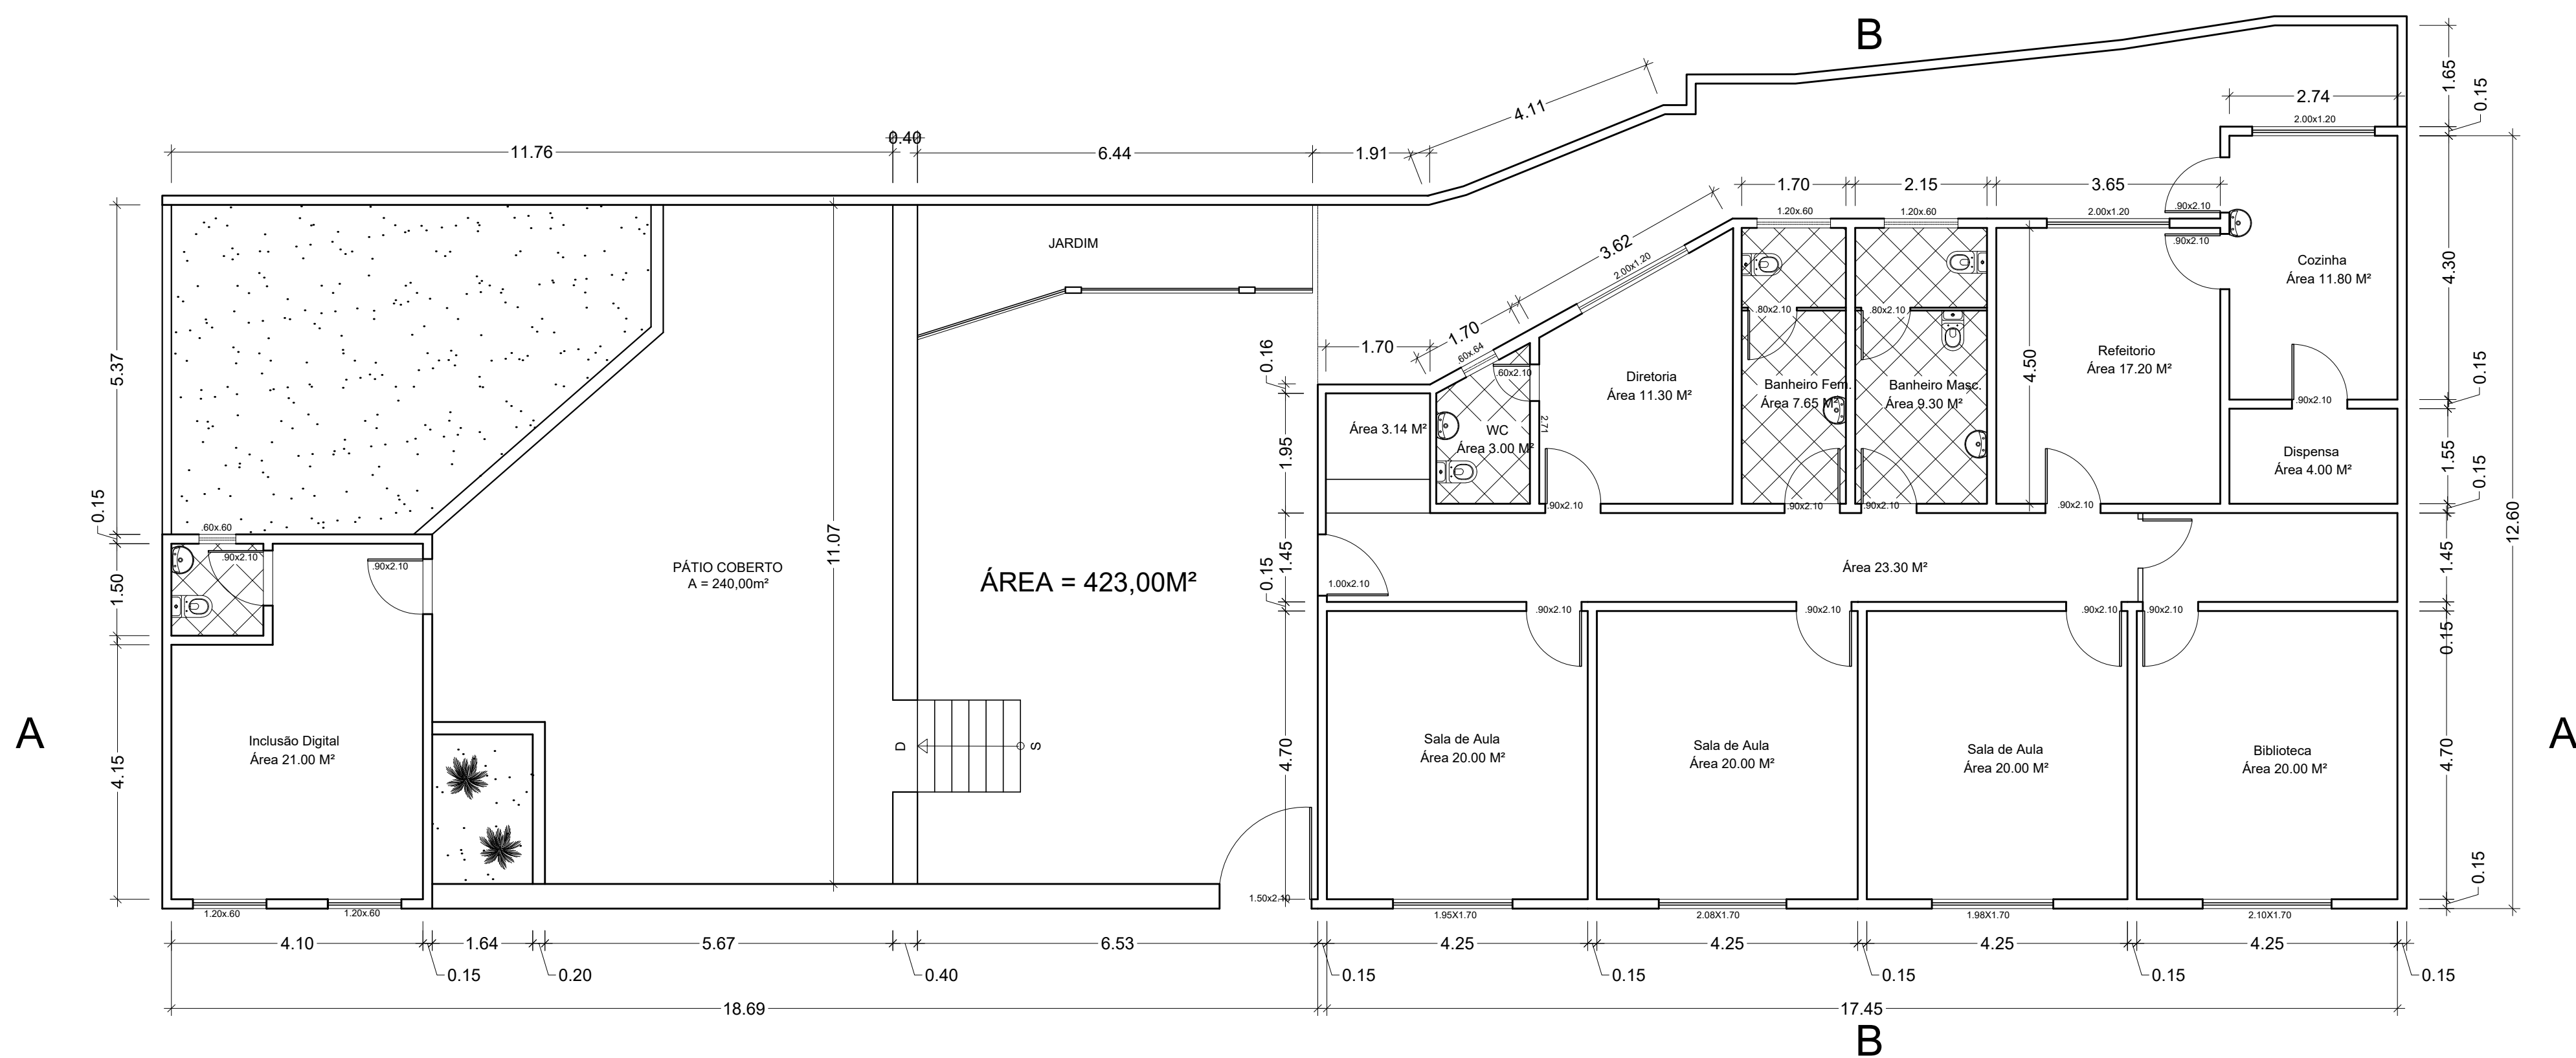 B
11.76
0.40
6.44
1.91
4.11
2.74
2.00x1.20
1.65
0.15
1.70
2.15
3.65
1.20x.60
1.20x.60
2.00x1.20
.90x2.10
.90x2.10
JARDIM
3.62
2.00x1.20
Cozinha
Área 11.80 M²
4.30
5.37
1.70
1.70
.60x.64
.60x2.10
0.16
.80x2.10
.80x2.10
4.50
Refeitorio
Área 17.20 M²
Diretoria
Área 11.30 M²
Banheiro Fem.
Área 7.65 M²
Banheiro Masc.
Área 9.30 M²
.90x2.10
0.15
Área 3.14 M²
WC
Área 3.00 M²
2.71
1.95
Dispensa
Área 4.00 M²
1.55
0.15
0.15
.60x.60
.90x2.10
.90x2.10
.90x2.10
.90x2.10
.90x2.10
.90x2.10
1.50
11.07
12.60
PÁTIO COBERTO
A = 240,00m²
ÁREA = 423,00M²
0.15
1.45
1.00x2.10
Área 23.30 M²
1.45
.90x2.10
.90x2.10
.90x2.10
.90x2.10
0.15
A
4.15
Inclusão Digital
Área 21.00 M²
D
S
4.70
Sala de Aula
Área 20.00 M²
Sala de Aula
Área 20.00 M²
Sala de Aula
Área 20.00 M²
Biblioteca
Área 20.00 M²
4.70
A
0.15
1.20x.60
1.20x.60
1.50x2.10
1.95X1.70
2.08X1.70
1.98X1.70
2.10X1.70
4.10
1.64
5.67
6.53
4.25
4.25
4.25
4.25
0.15
0.20
0.40
0.15
0.15
0.15
0.15
0.15
18.69
17.45
B